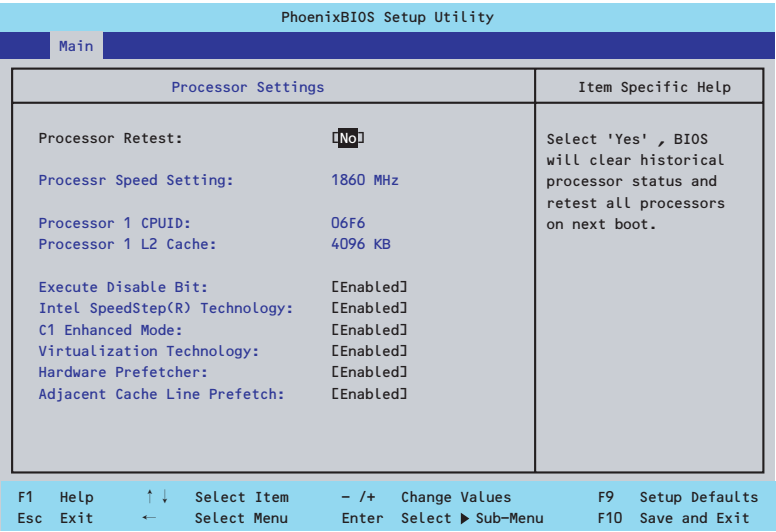 PhoenixBIOS Setup Utility
Main
Processor Settings
Item Specific Help
Processor Retest: [No]
Processr Speed Setting: 1860 MHz
Processor 1 CPUID: 06F6
Processor 1 L2 Cache: 4096 KB
Execute Disable Bit: [Enabled]
Intel SpeedStep(R) Technology: [Enabled]
C1 Enhanced Mode: [Enabled]
Virtualization Technology: [Enabled]
Hardware Prefetcher: [Enabled]
Adjacent Cache Line Prefetch: [Enabled]
Select 'Yes' , BIOS
will clear historical
processor status and
retest all processors
on next boot.
F1 Help ↑↓ Select Item - /+ Change Values F9 Setup Defaults
Esc Exit ← Select Menu Enter Select ▶ Sub-Menu F10 Save and Exit